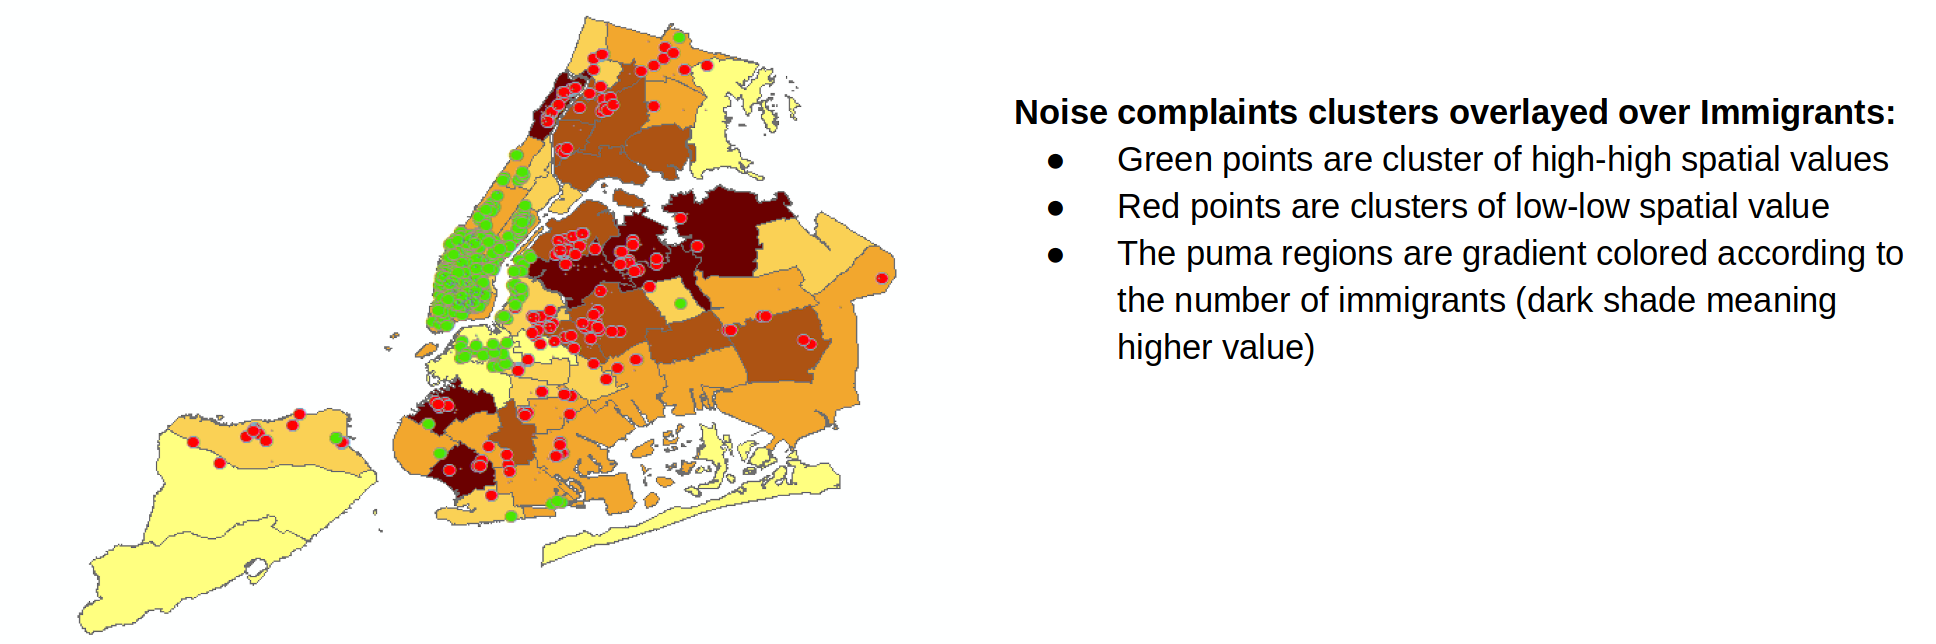 Noise complaints clusters overlayed over Immigrants:
● Green points are cluster of high-high spatial values
● Red points are clusters of low-low spatial value
● The puma regions are gradient colored according to
the number of immigrants (dark shade meaning
higher value)